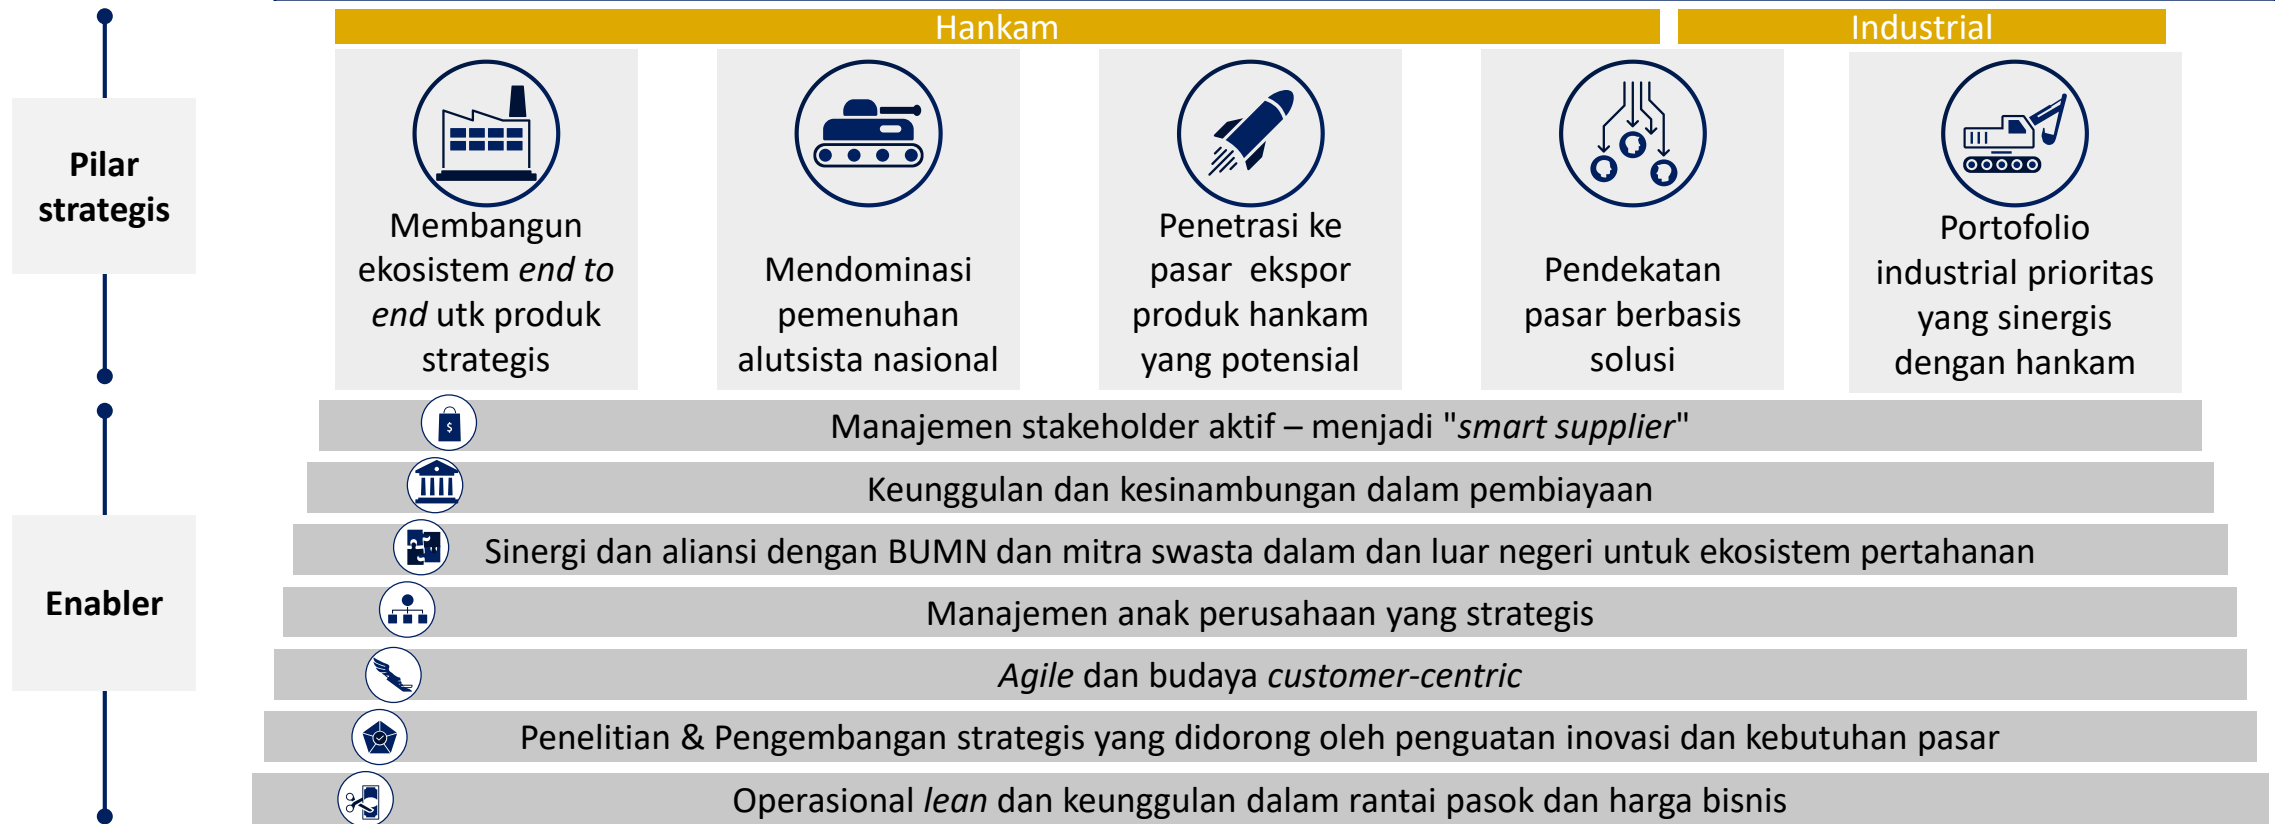 Hankam
Industrial
Pilar
strategis
Membangun
ekosistem end to
end utk produk
strategis
Mendominasi
pemenuhan
alutsista nasional
Penetrasi ke
pasar ekspor
produk hankam
yang potensial
Pendekatan
pasar berbasis
solusi
Portofolio
industrial prioritas
yang sinergis
dengan hankam
Enabler
$
Manajemen stakeholder aktif – menjadi "smart supplier"
Keunggulan dan kesinambungan dalam pembiayaan
Sinergi dan aliansi dengan BUMN dan mitra swasta dalam dan luar negeri untuk ekosistem pertahanan
Manajemen anak perusahaan yang strategis
Agile dan budaya customer-centric
Penelitian & Pengembangan strategis yang didorong oleh penguatan inovasi dan kebutuhan pasar
Operasional lean dan keunggulan dalam rantai pasok dan harga bisnis